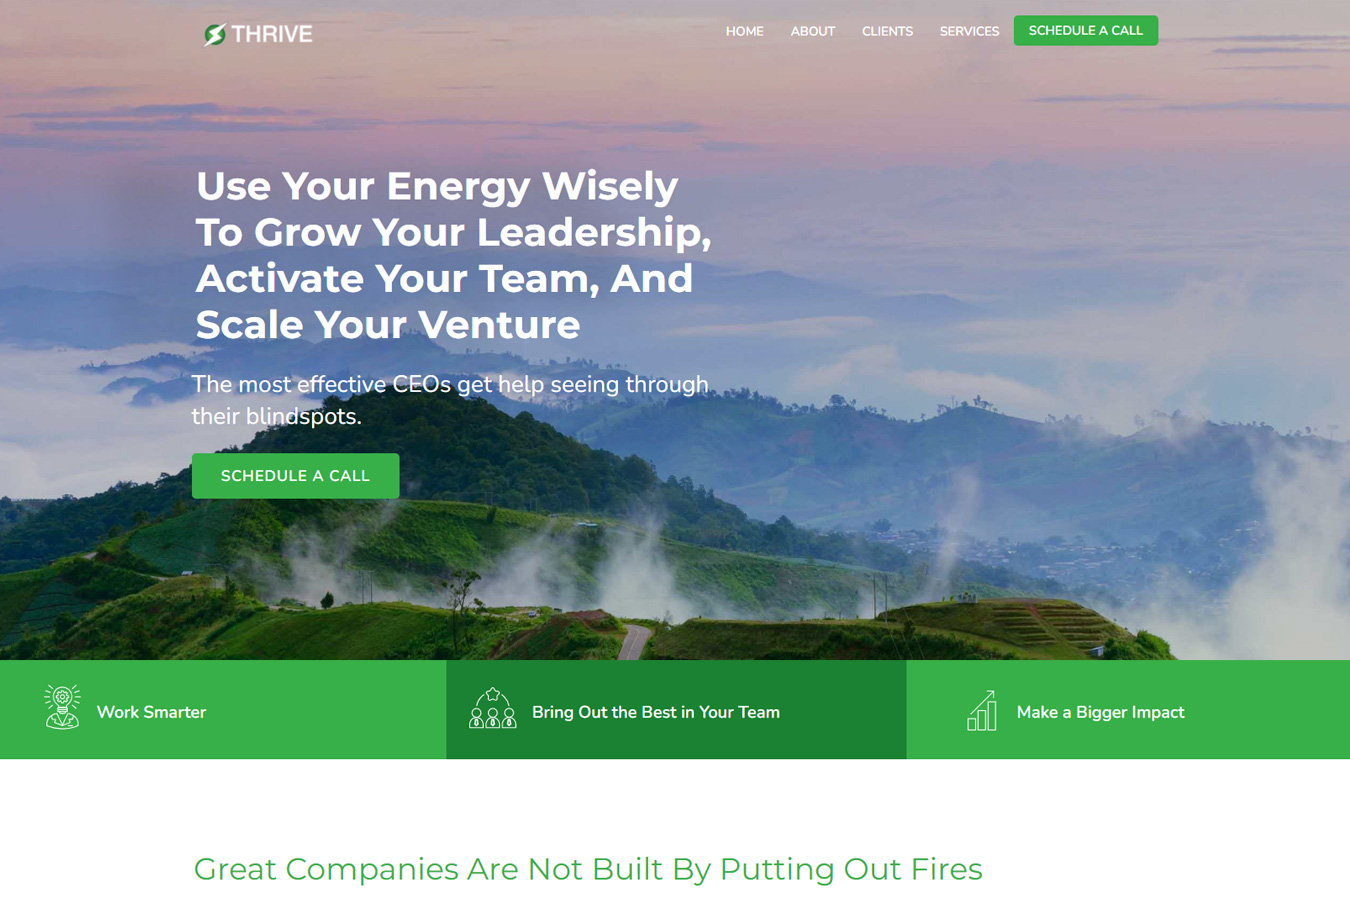 THRIVE
HOME ABOUT CLIENTS SERVICES SCHEDULE A CALL
Use Your Energy Wisely
To Grow Your Leadership,
Activate Your Team, And
Scale Your Venture
The most effective CEOs get help seeing through
their blindspots.
SCHEDULE A CALL
Work Smarter
Bring Out the Best in Your Team
Make a Bigger Impact
Great Companies Are Not Built By Putting Out Fires